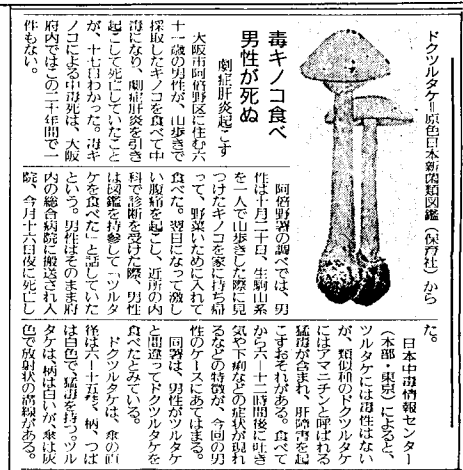 ドクツルタケ=原色日本新菌類図鑑(保育社)から
毒キノコ食べ
男性が死ぬ
劇症肝炎起こす
大阪市阿倍野区に住む六
十一歳の男性が、山歩きで
採取したキノコを食べて中
毒になり、劇症肝炎を引き
起こして死亡していたこと
が、十七日わかった。毒キ
ノコによる中毒死は、大阪
府内ではこの二十年間で一
件もない。
阿倍野署の調べでは、男
性は十月二十日、生駒山系
を一人で山歩きした際に見
つけたキノコを家に持ち帰
って、野菜いために入れて
食べた。翌日になって激し
い腹痛を起こし、近所の内
科で診断を受けた際、男性
は図鑑を持参して「ツルタ
ケを食べた」と話していた
という。男性はそのまま府
内の総合病院に搬送され入
院、今月十六日夜に死亡し
た。
日本中毒情報センター
(本部・東京)によると、
ツルタケには毒性はない
が、類似種のドクツルタケ
にはアマニチンと呼ばれる
猛毒が含まれ、肝障害を起
こすおそれがある。食べて
から六—十二時間後に吐き
気や下痢などの症状が現れ
るなどの特徴が、今回の男
性のケースにあてはまる。
同署は、男性がツルタケ
と間違ってドクツルタケを
食べたとみている。
ドクツルタケは、傘の直
径は六—十五㌢、柄、つば
は白色で、猛毒を持つ。ツル
タケは、柄は白いが、傘は灰
色で放射状の溝線がある。